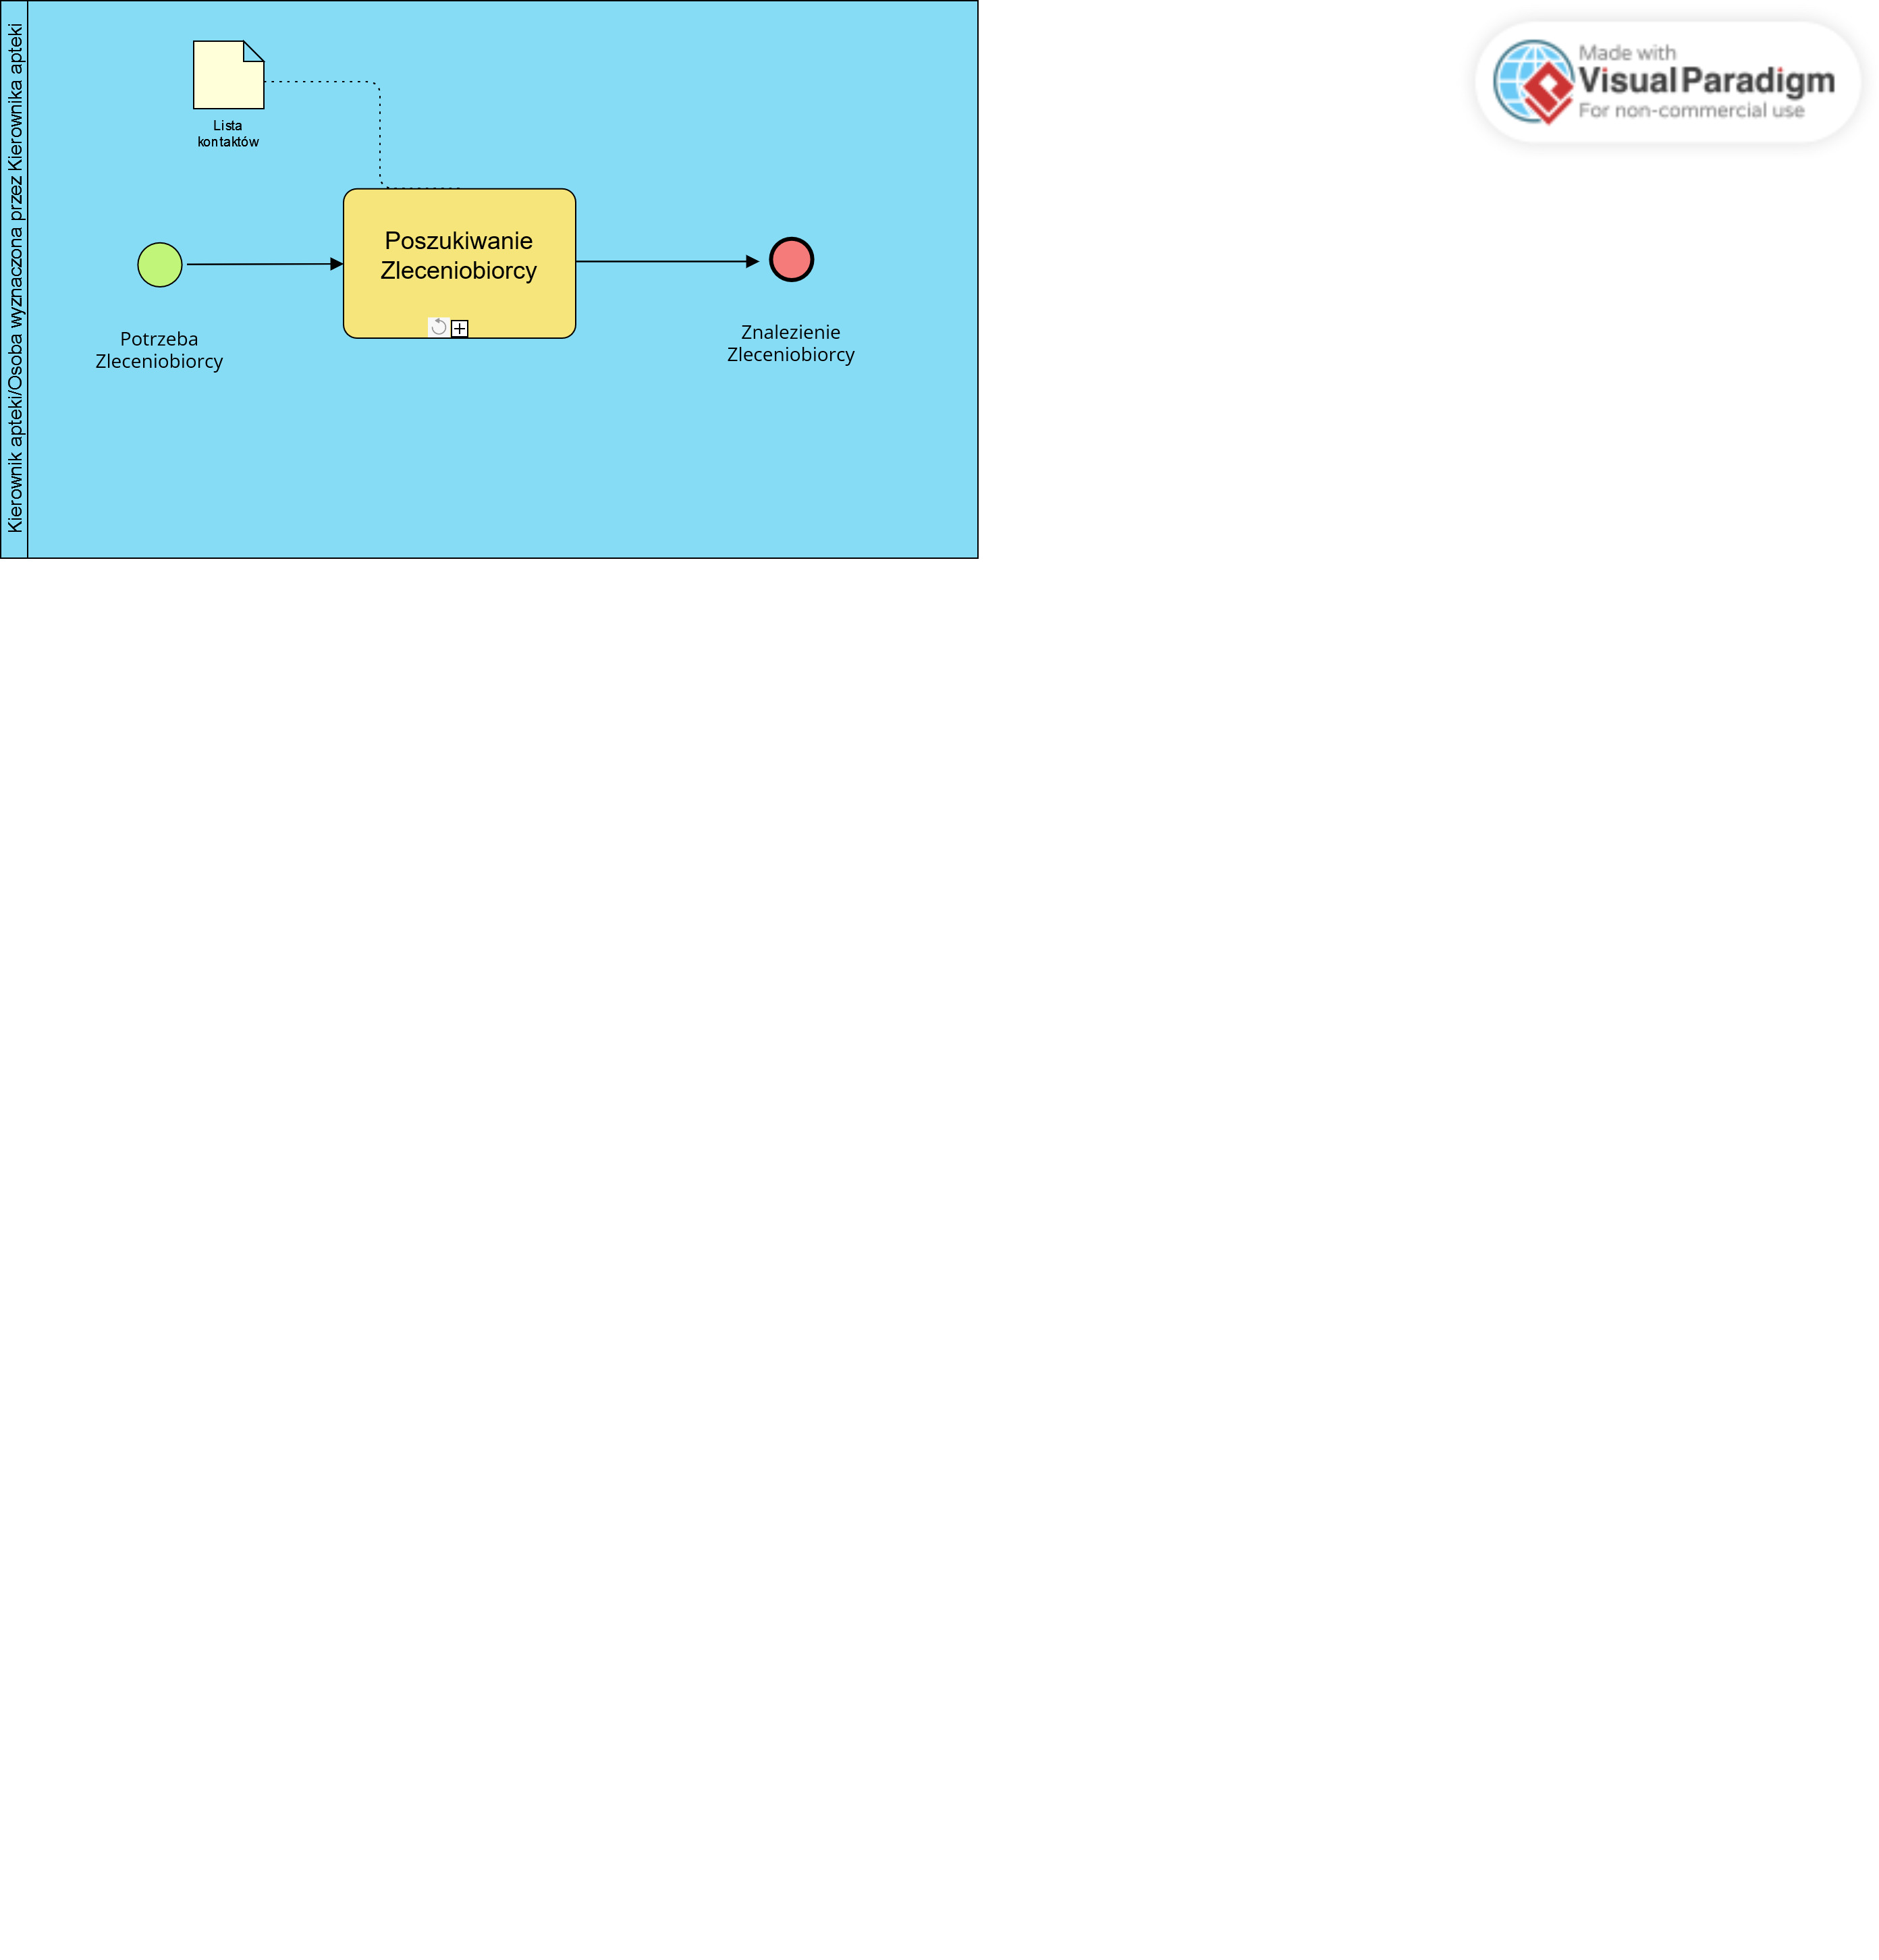 Kierownik apteki/Osoba wyznaczona przez Kierownika apteki
Lista
kontaktów
Poszukiwanie
Zleceniobiorcy
Potrzeba
Zleceniobiorcy
Znalezienie
Zleceniobiorcy
Made with
Visual Paradigm
For non-commercial use